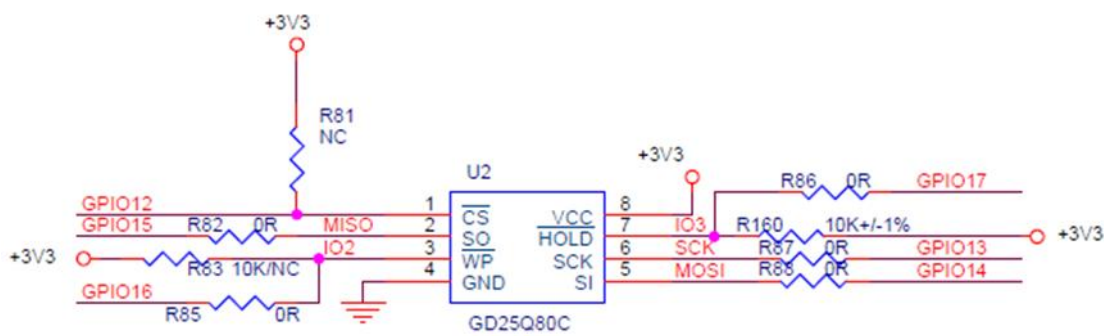 +3V3
R81
NC
+3V3
U2
R86 0R GPIO17
GPIO12 1 CS VCC 8
GPIO15 R82 0R MISO 2 SO HOLD 7 IO3 R160 10K+/-1% +3V3
+3V3 R83 10K/NC IO2 3 WP SCK 6 SCK R87 0R GPIO13
4 GND SI 5 MOSI R88 0R GPIO14
GPIO16 R85 0R
GD25Q80C